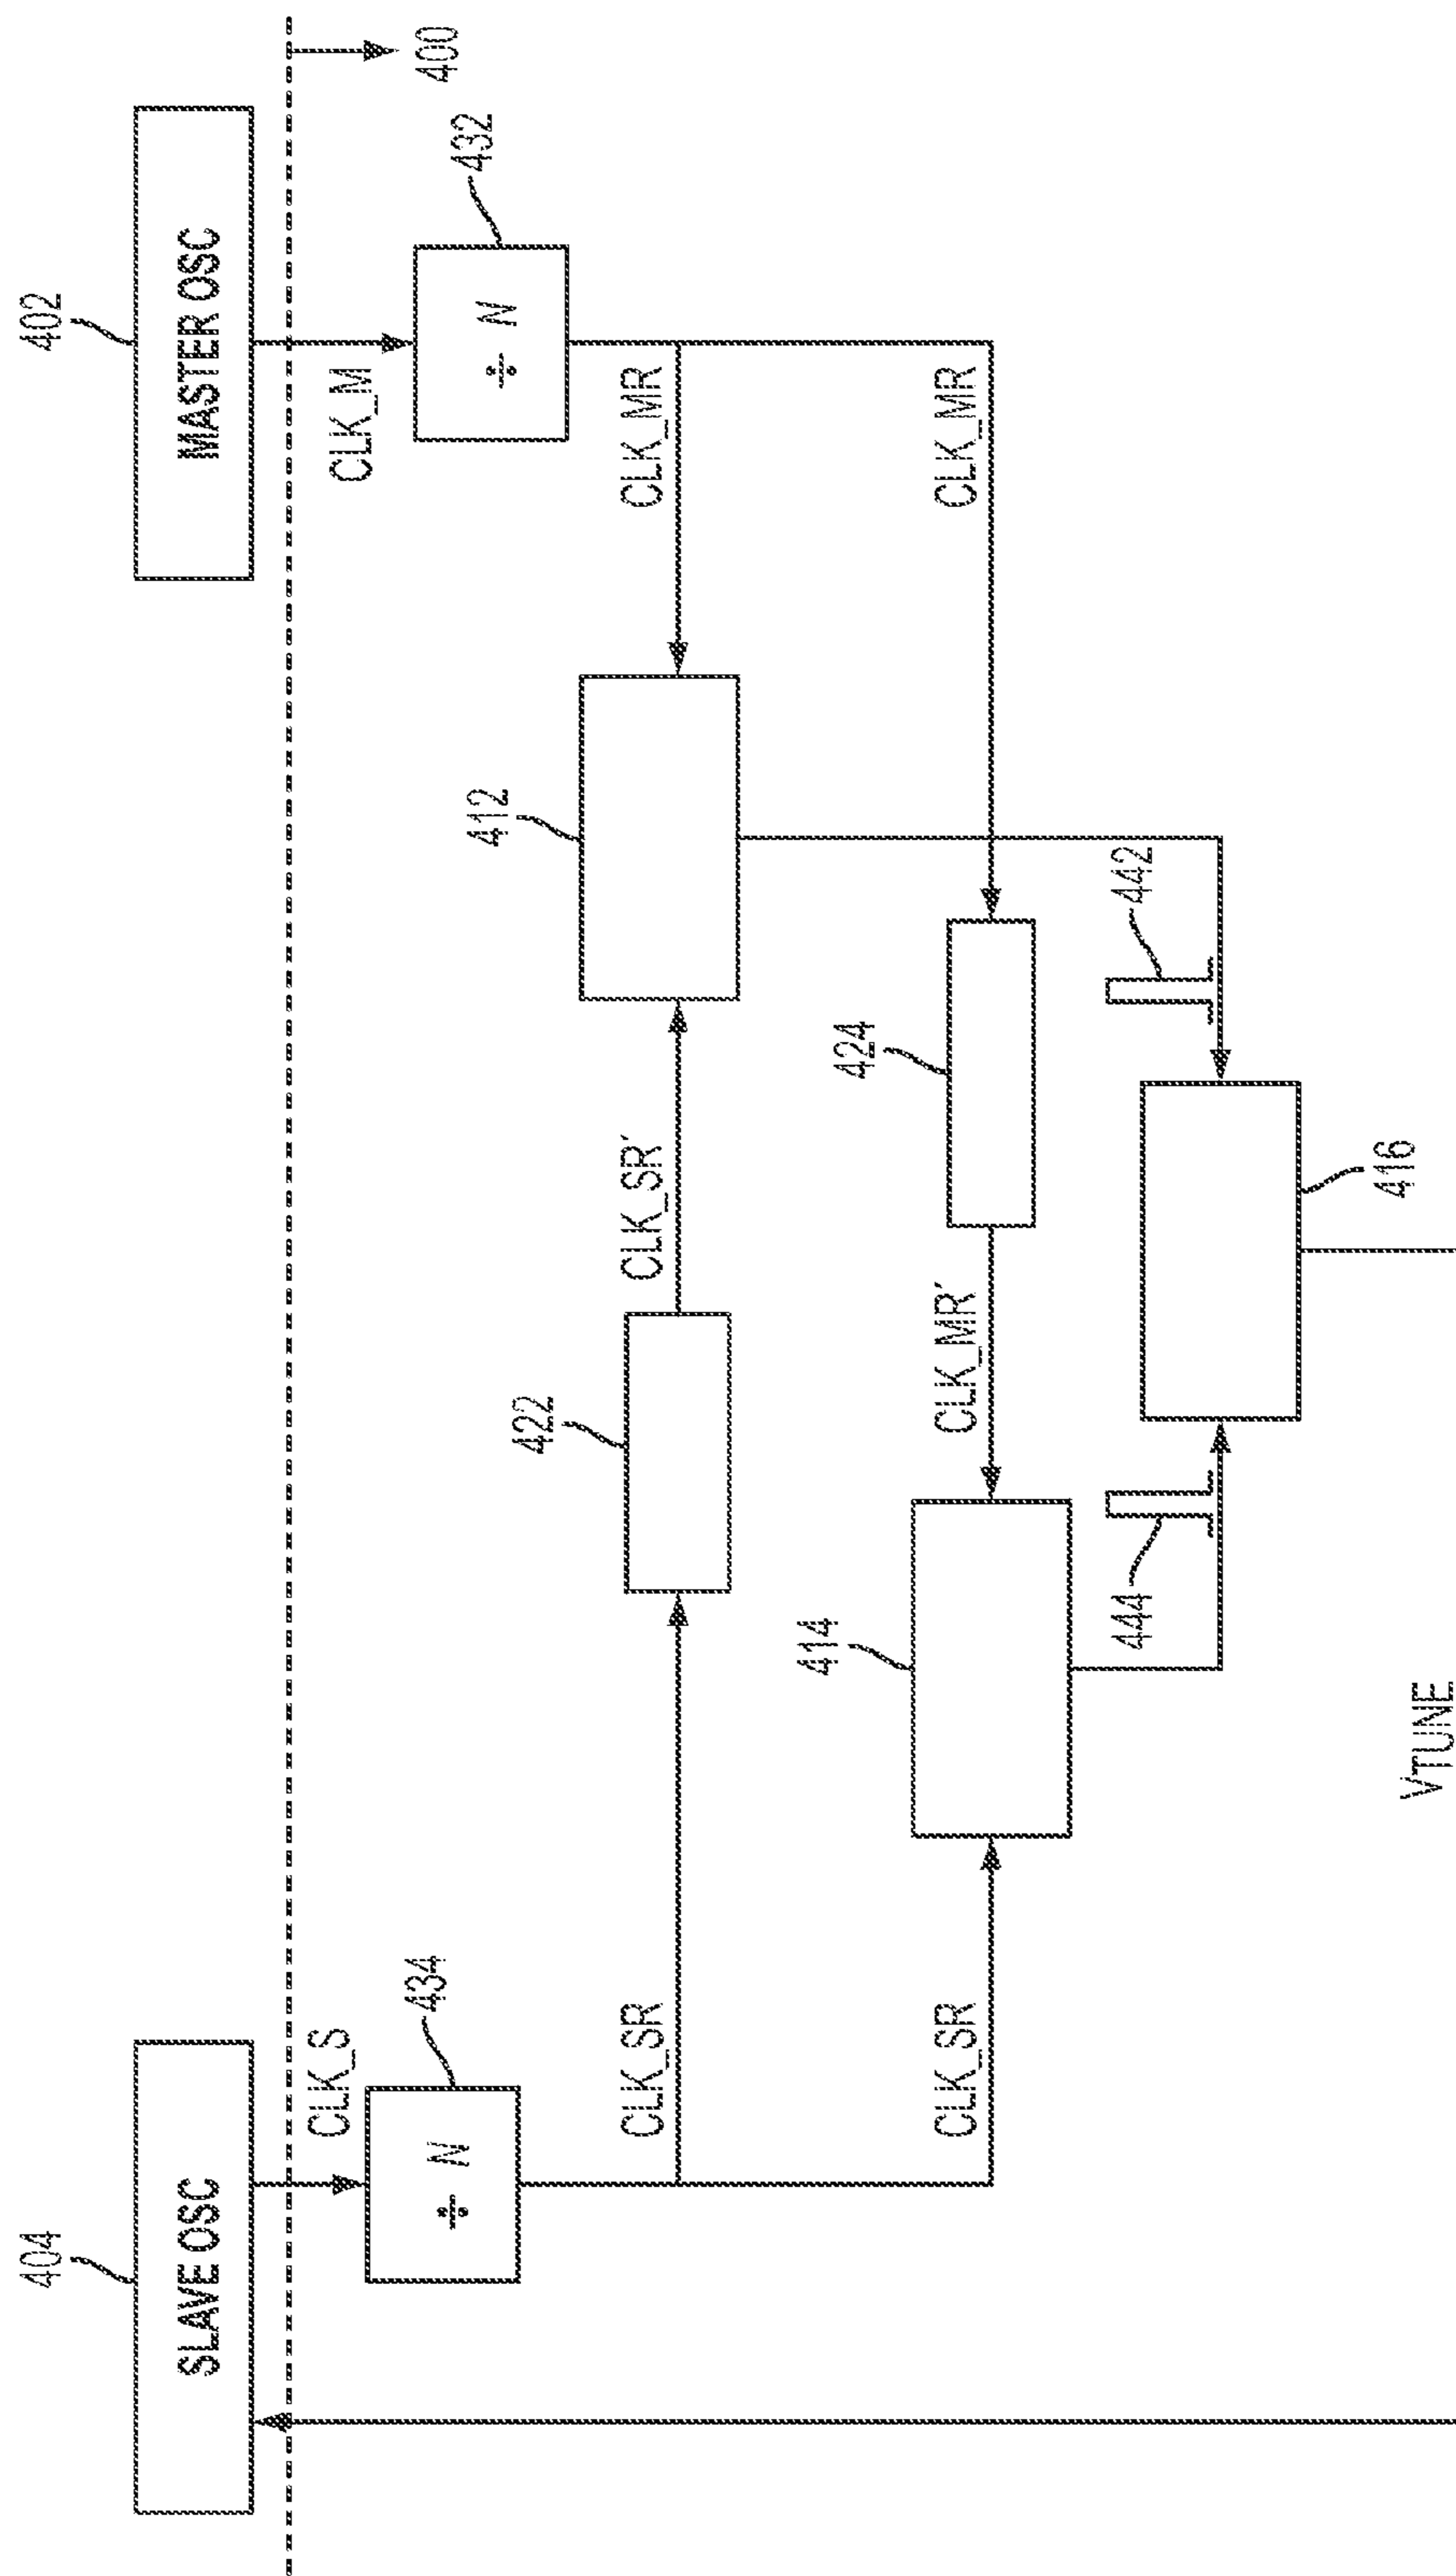 404
SLAVE OSC
402
MASTER OSC
400
CLK_S
434
÷ N
CLK_M
432
÷ N
CLK_SR
422
CLK_SR′
412
CLK_MR
CLK_SR
414
CLK_MR′
424
CLK_MR
444
442
416
VTUNE